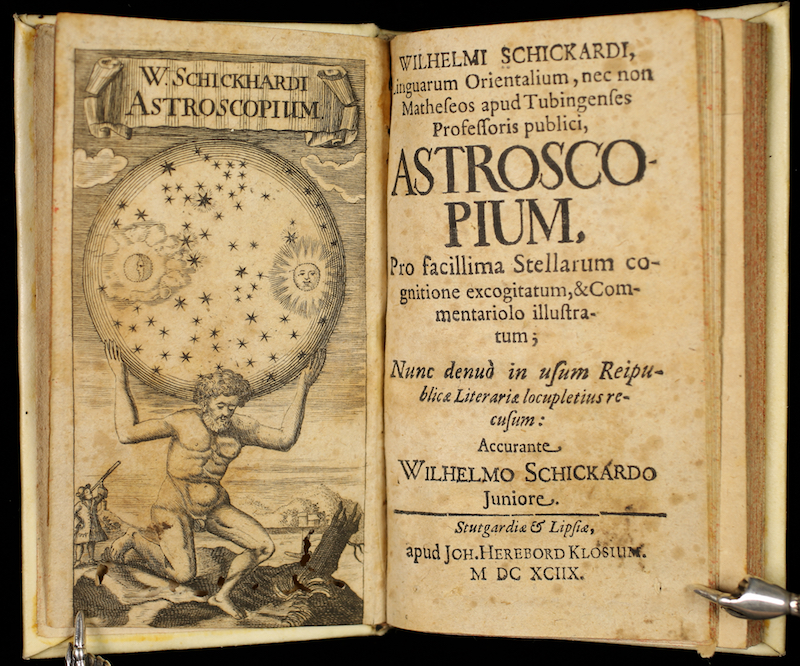 W. SCHICKHARDI
ASTROSCOPIUM.
WILHELMI SCHICKARDI,
Linguarum Orientalium, nec non
Matheſeos apud Tubingenſes
Profeſſoris publici,
ASTROSCO-
PIUM,
Pro facillima Stellarum co-
gnitione excogitatum, &Com-
mentariolo illuſtra-
tum;
Nunc denuò in uſum Reipu-
blicæ Literariæ locupletius re-
cuſum:
Accurante
WILHELMO SCHICKARDO
Juniore.
Stutgardiæ & Lipſiæ,
apud JOH. HEREBORD KLOSIUM.
M DC XCIIX.